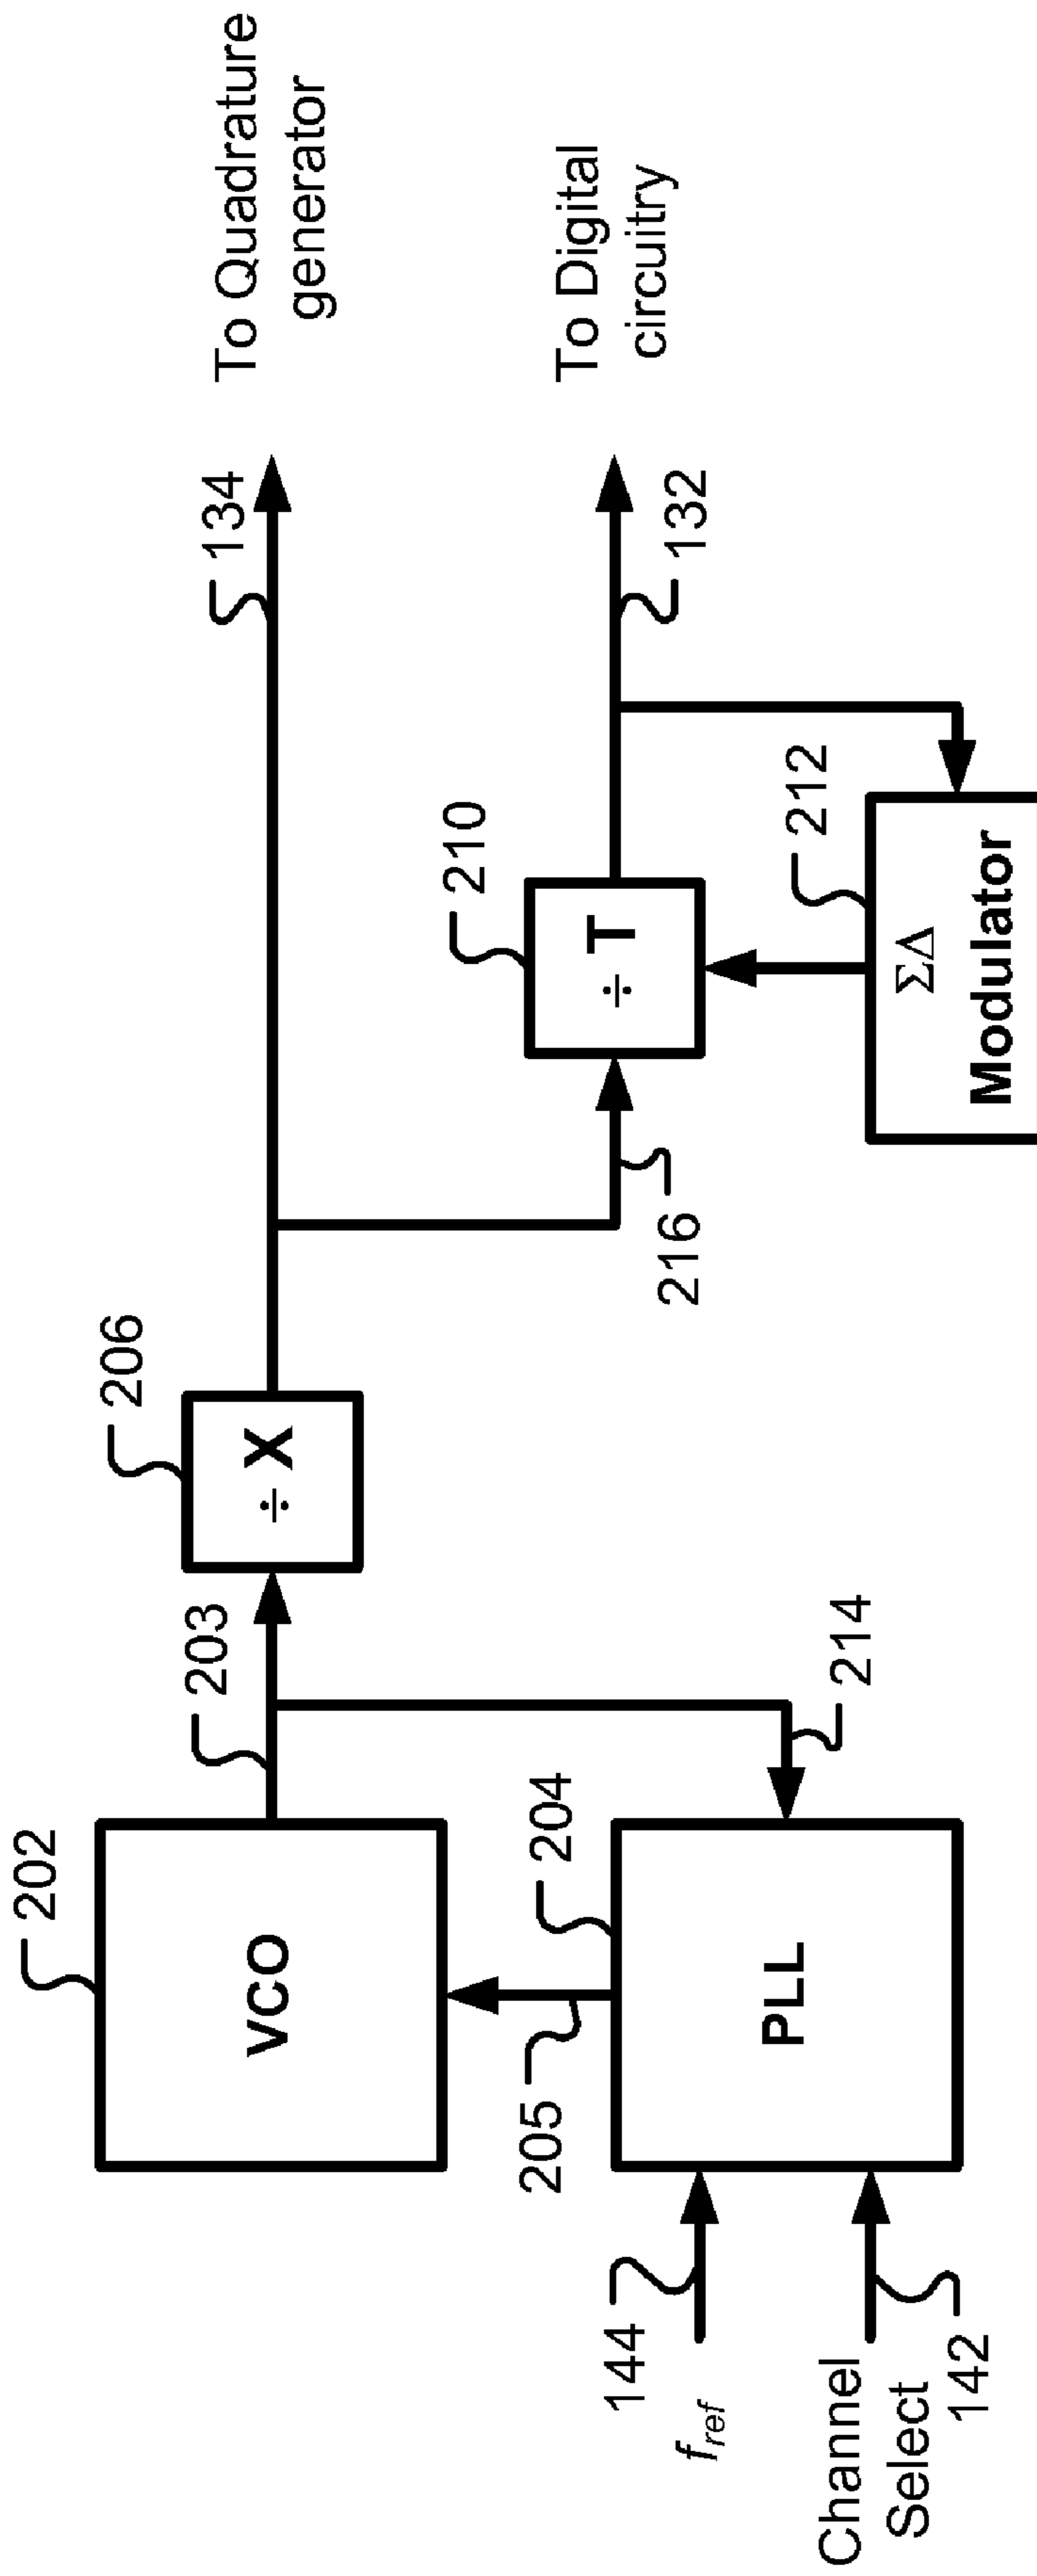 202
VCO
203
206
÷ X
134
To Quadrature
generator
205
204
PLL
214
144
f_ref
Channel
Select
142
216
210
÷ T
132
To Digital
circuitry
212
ΣΔ
Modulator